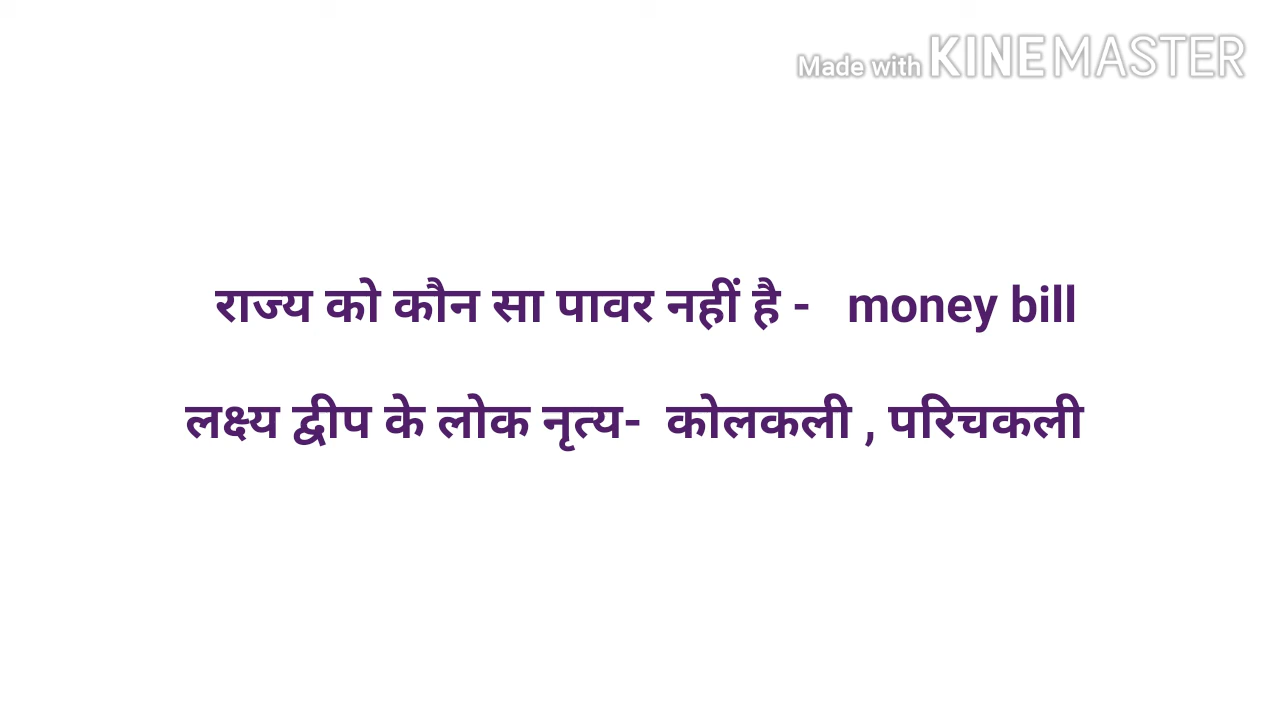 Made with KINEMASTER
राज्य को कौन सा पावर नहीं है - money bill
लक्ष्य द्वीप के लोक नृत्य- कोलकली , परिचकली